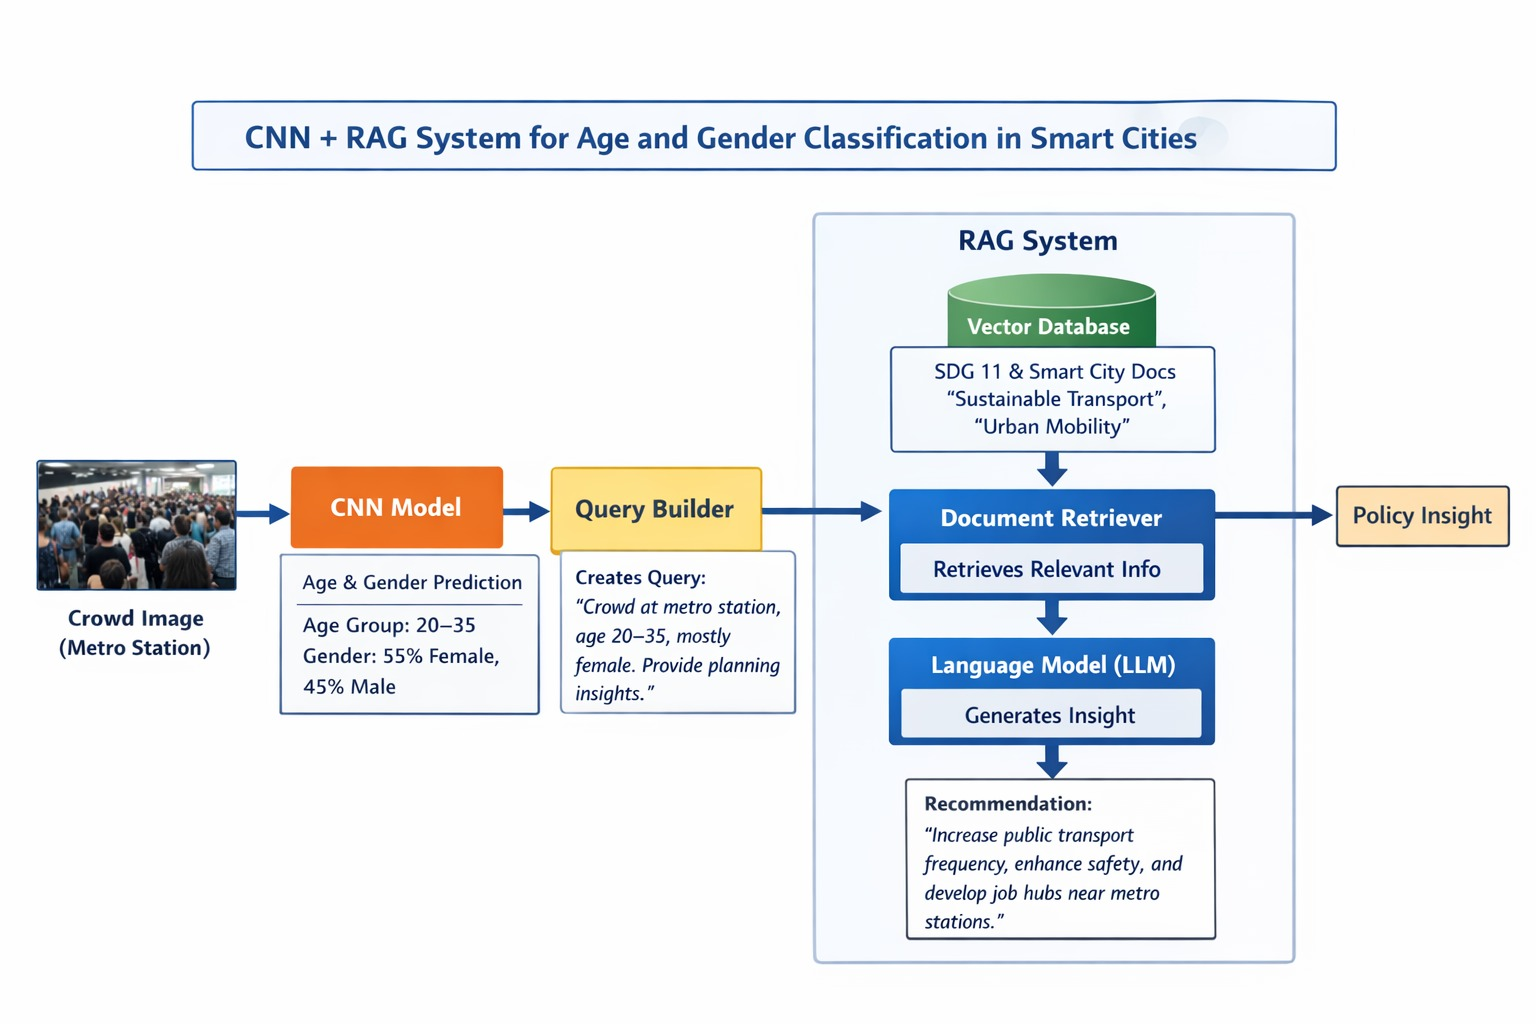 CNN + RAG System for Age and Gender Classification in Smart Cities
RAG System
Vector Database
SDG 11 & Smart City Docs
“Sustainable Transport”,
“Urban Mobility”
Crowd Image
(Metro Station)
CNN Model
Age & Gender Prediction
Age Group: 20–35
Gender: 55% Female,
45% Male
Query Builder
Creates Query:
“Crowd at metro station,
age 20–35, mostly
female. Provide planning
insights.”
Document Retriever
Retrieves Relevant Info
Language Model (LLM)
Generates Insight
Recommendation:
“Increase public transport
frequency, enhance safety, and
develop job hubs near metro
stations.”
Policy Insight